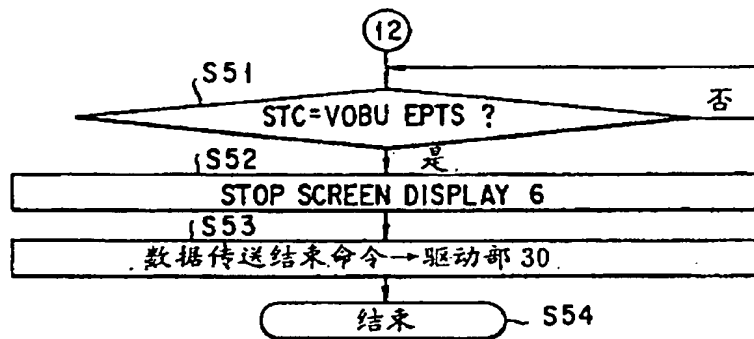 12
S51
STC=VOBU EPTS ?
否
是
S52
STOP SCREEN DISPLAY 6
S53
数据传送结束命令→驱动部 30
结束
S54